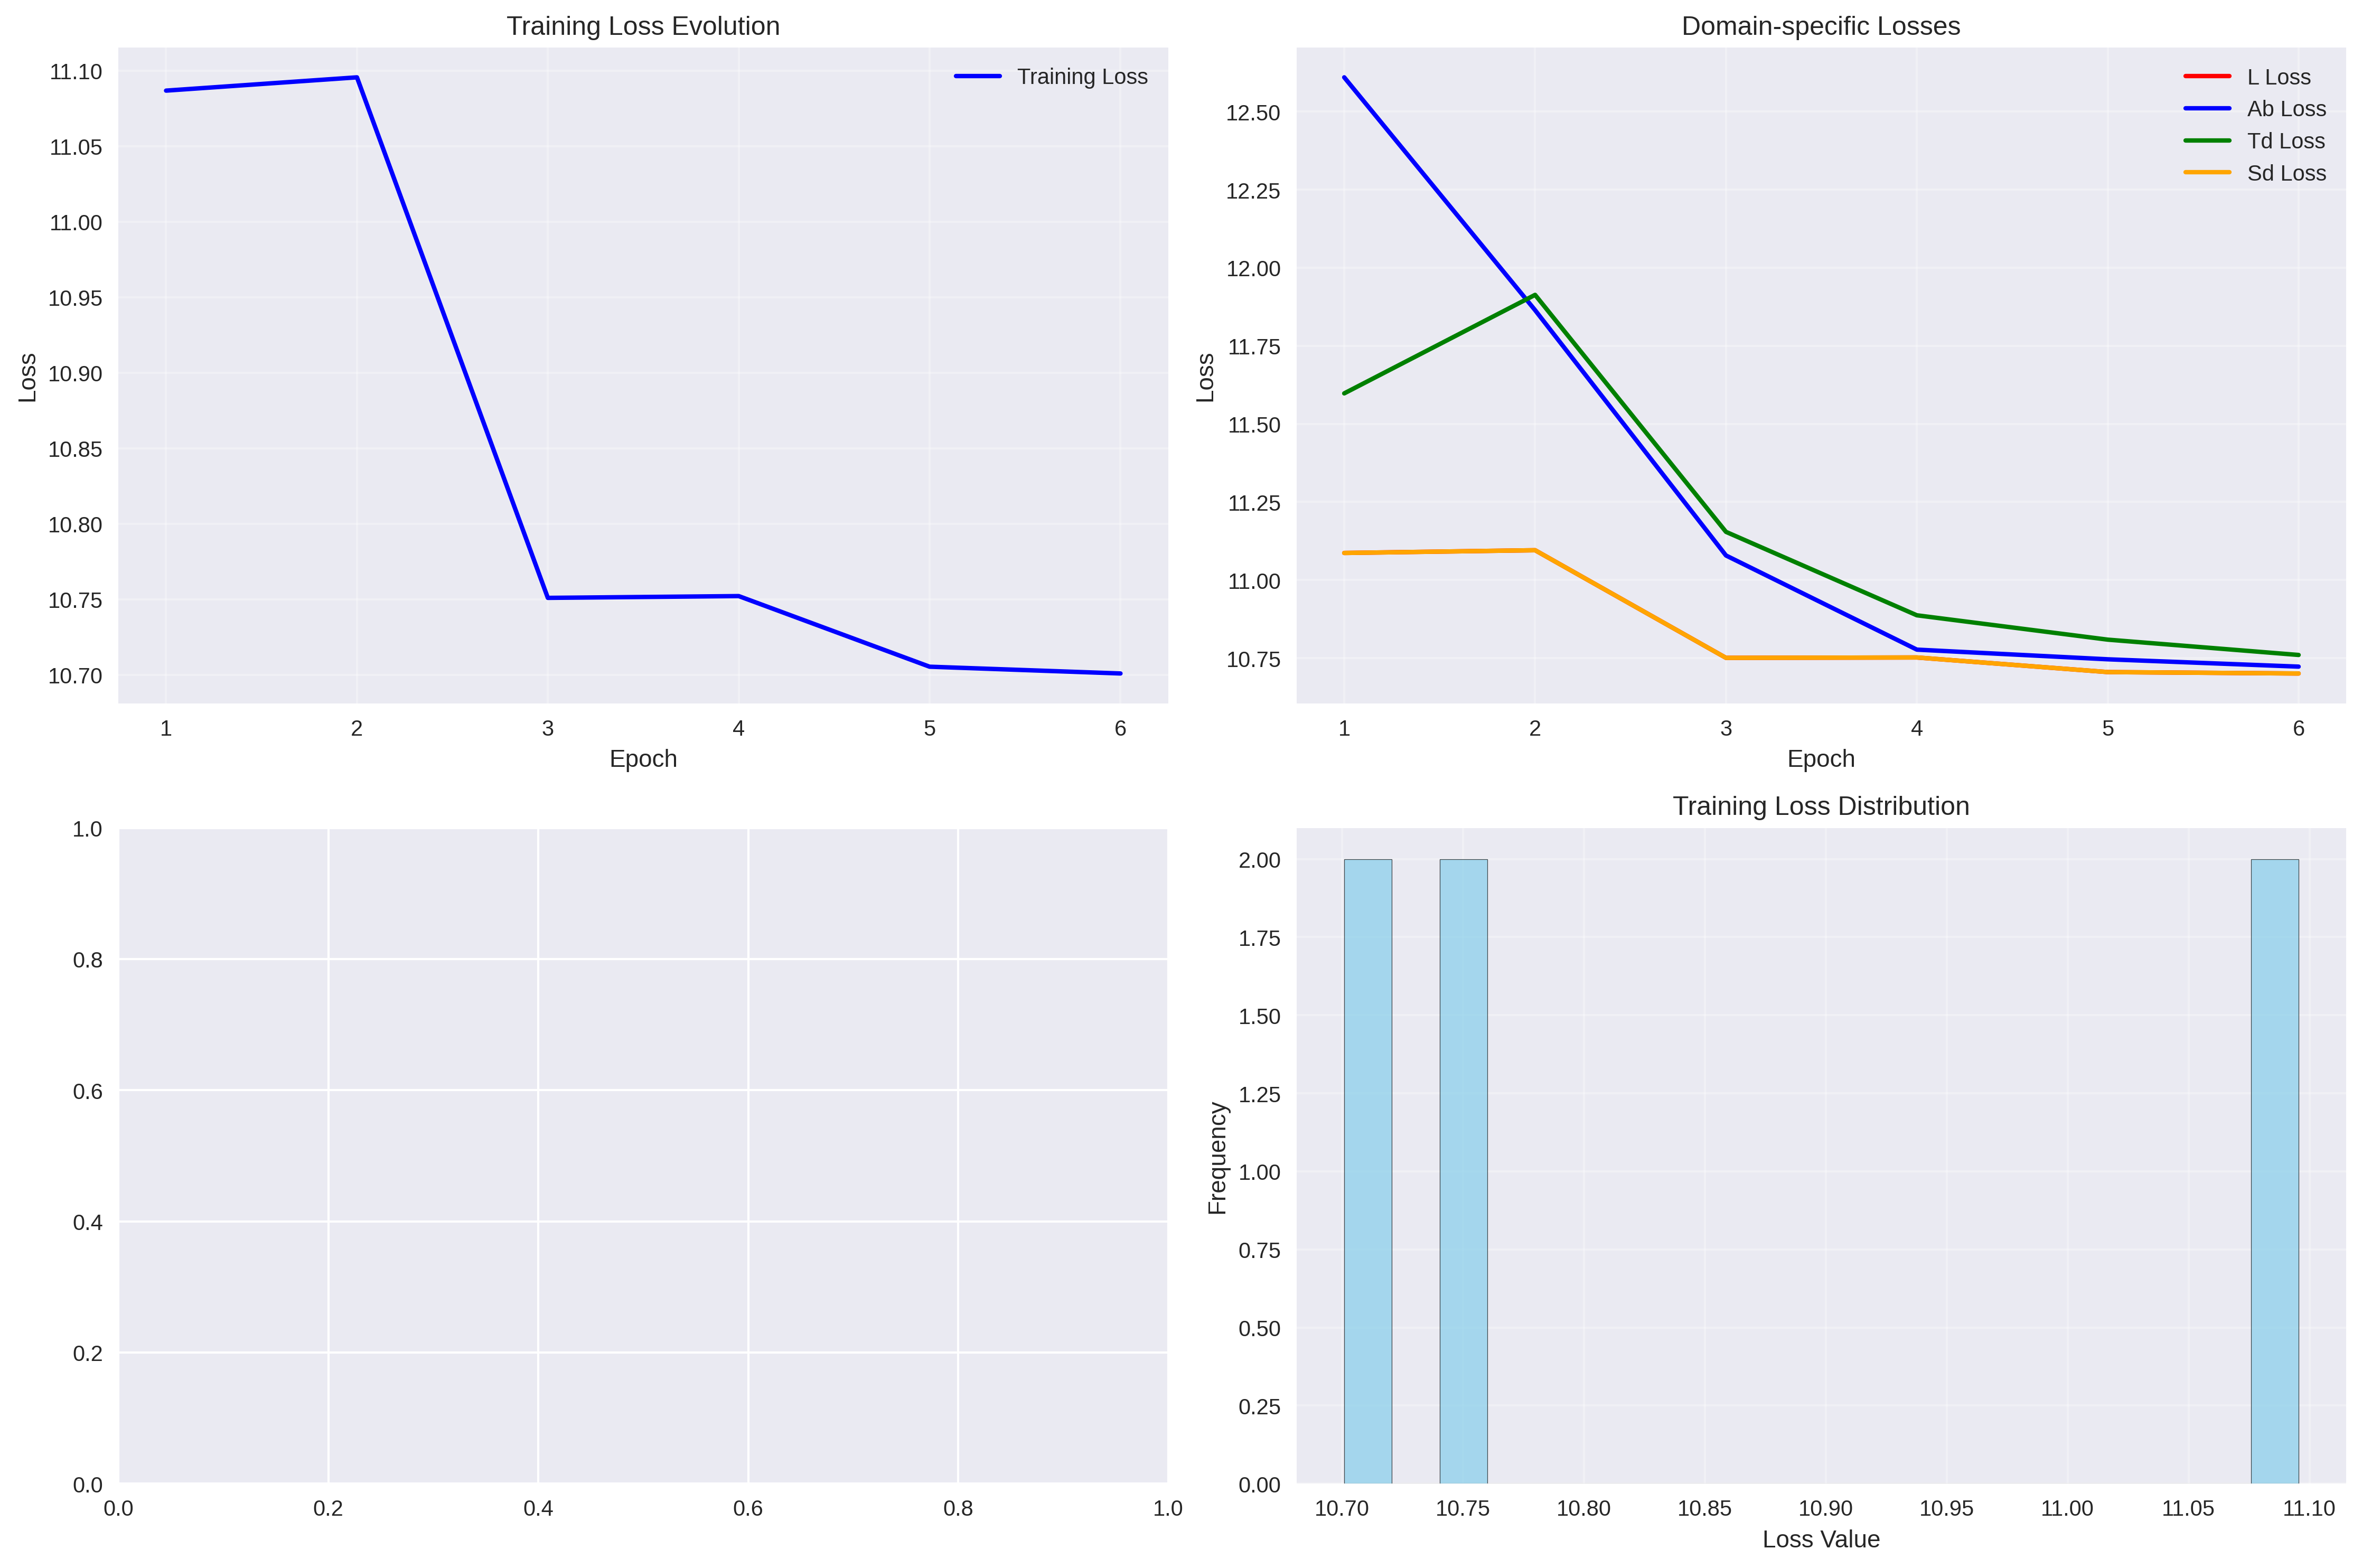 Training Loss Evolution
Training Loss
11.10
11.05
11.00
10.95
10.90
10.85
10.80
10.75
10.70
Loss
1 2 3 4 5 6
Epoch
Domain-specific Losses
L Loss
Ab Loss
Td Loss
Sd Loss
12.50
12.25
12.00
11.75
11.50
11.25
11.00
10.75
Loss
1 2 3 4 5 6
Epoch
1.0
0.8
0.6
0.4
0.2
0.0
0.0 0.2 0.4 0.6 0.8 1.0
Training Loss Distribution
2.00
1.75
1.50
1.25
1.00
0.75
0.50
0.25
0.00
Frequency
10.70 10.75 10.80 10.85 10.90 10.95 11.00 11.05 11.10
Loss Value